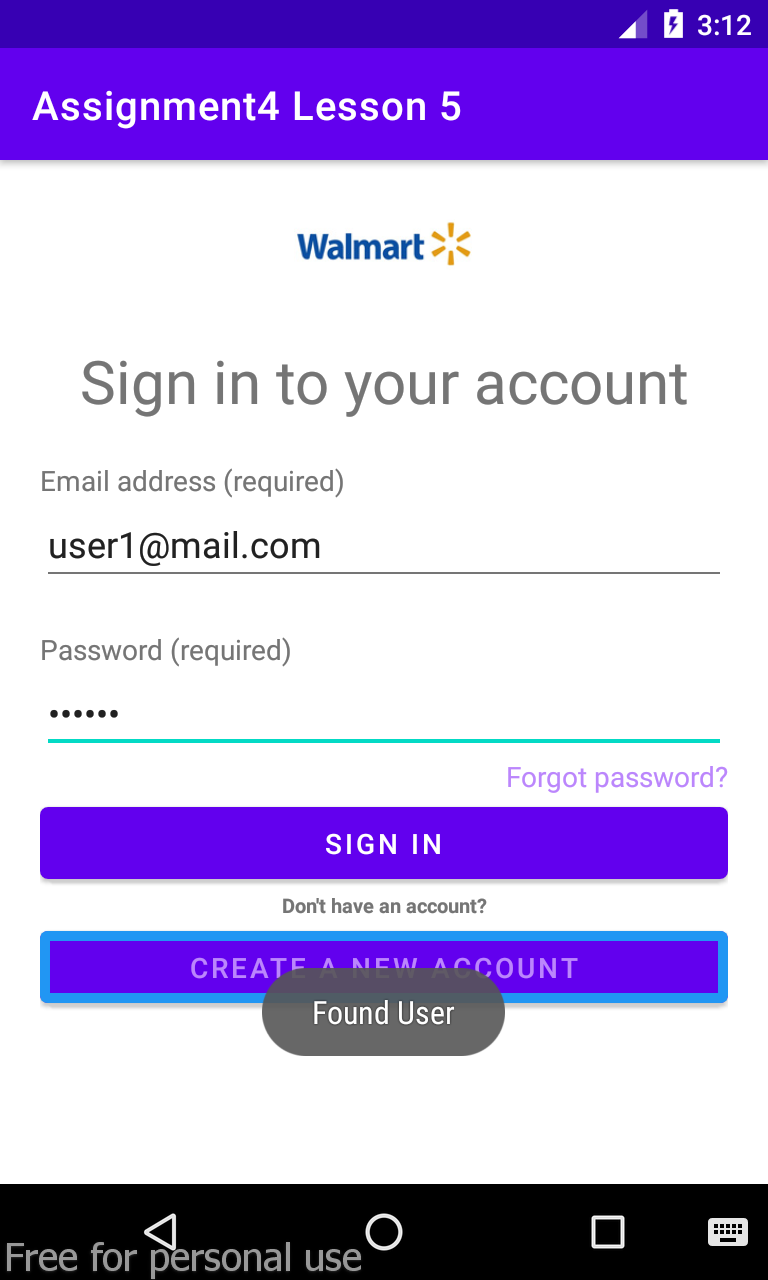 3:12
Assignment4 Lesson 5
Walmart
Sign in to your account
Email address (required)
user1@mail.com
Password (required)
••••••
Forgot password?
SIGN IN
Don't have an account?
CREATE A NEW ACCOUNT
Found User
Free for personal use